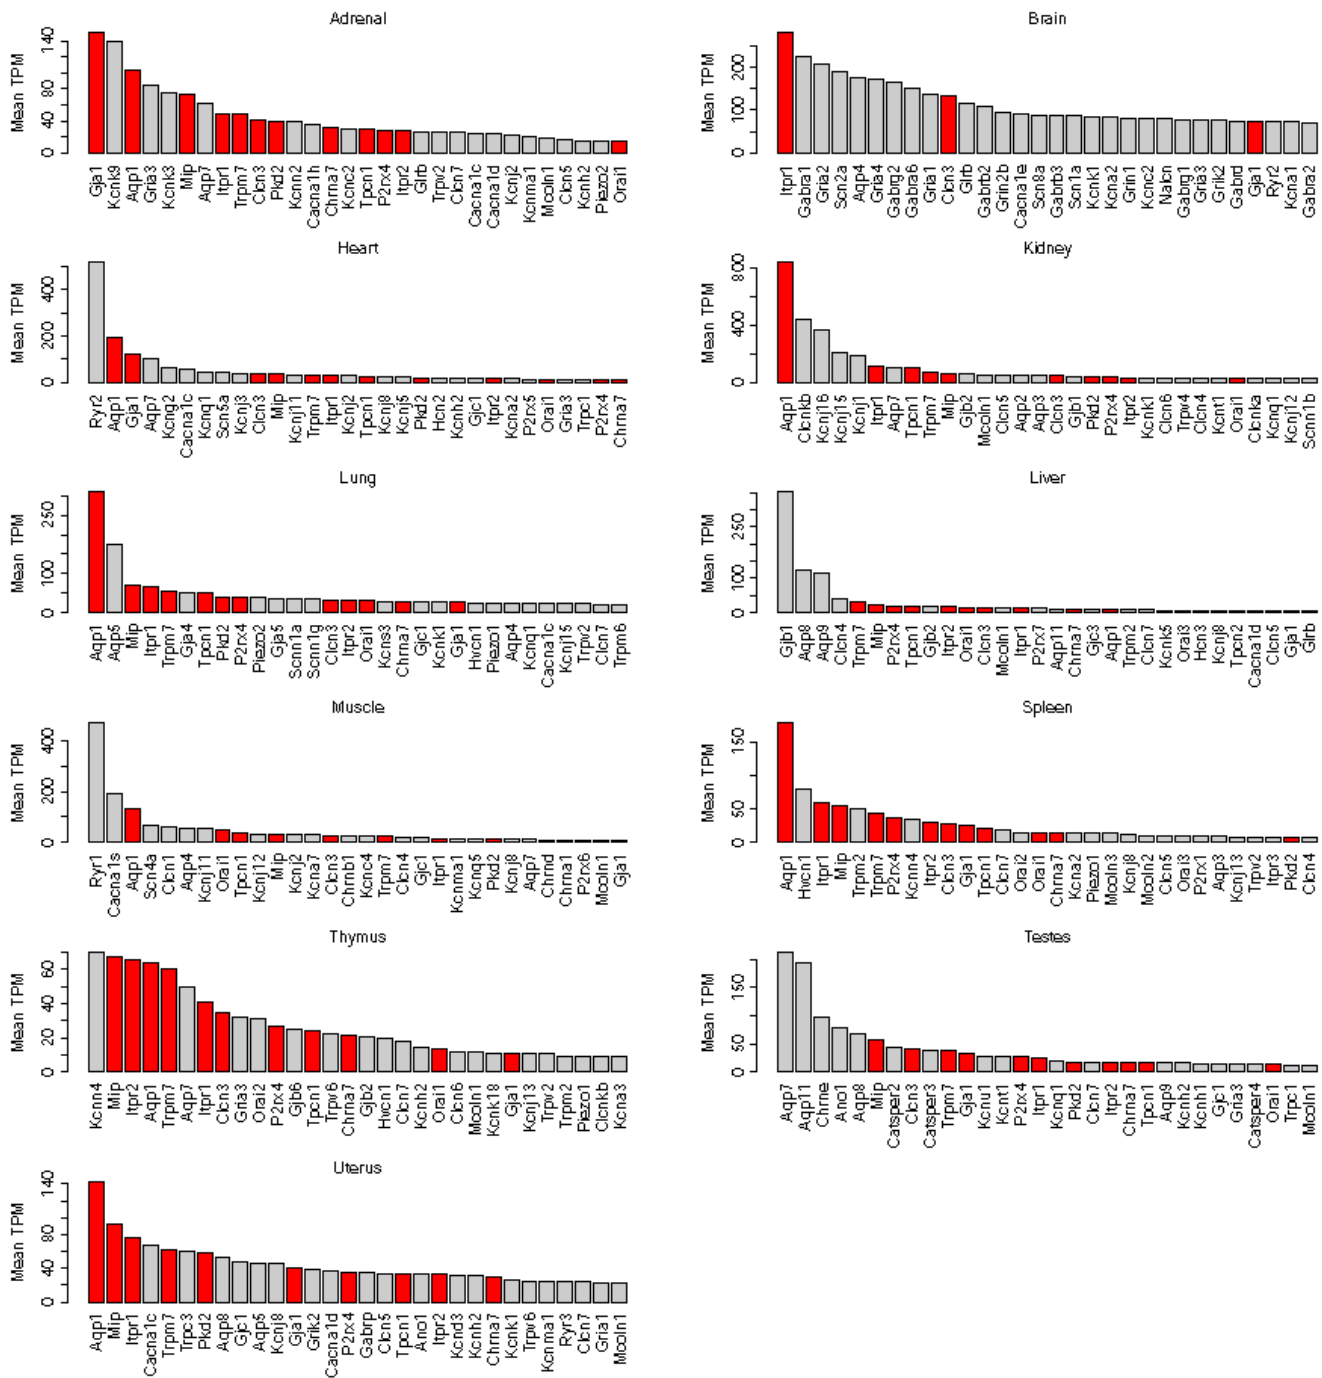 Adrenal
Mean TPM
0 40 80 140
Gja1 Kcnk9 Aqp1 Gria3 Kcnk3 Mip Aqp7 Itpr1 Trpm7 Clcn3 Pkd2 Kcnn2 Cacna1h Chrna7 Kcnc2 Tpcn1 P2rx4 Itpr2 Glrb Trpv2 Clcn7 Cacna1c Cacna1d Kcnj2 Kcnma1 Mcoln1 Clcn5 Kcnh2 Piezo2 Orai1
Brain
Mean TPM
0 100 200
Itpr1 Gabra1 Gria2 Scn2a Aqp4 Gria4 Gabrg2 Gabra6 Gria1 Clcn3 Glrb Gabrb2 Grin2b Cacna1e Scn8a Gabrb3 Scn1a Kcnk1 Kcna2 Grin1 Kcnc2 Nalcn Gabrg1 Gria3 Grik2 Gabrd Gja1 Ryr2 Kcna1 Gabra2
Heart
Mean TPM
0 200 400
Ryr2 Aqp1 Gja1 Aqp7 Kcng2 Cacna1c Kcnq1 Scn5a Kcnj3 Clcn3 Mip Kcnj11 Trpm7 Itpr1 Kcnj2 Tpcn1 Kcnj8 Kcnj5 Pkd2 Hcn2 Kcnh2 Gjc1 Itpr2 Kcna2 P2rx5 Orai1 Gria3 Trpc1 P2rx4 Chrna7
Kidney
Mean TPM
0 400 800
Aqp1 Clcnkb Kcnj16 Kcnj15 Kcnj1 Itpr1 Aqp7 Tpcn1 Trpm7 Mip Gjb2 Mcoln1 Clcn5 Aqp2 Aqp3 Clcn3 Gjb1 Pkd2 P2rx4 Itpr2 Kcnk1 Clcn6 Trpv4 Clcn4 Kcnt1 Orai1 Clcnka Kcnq1 Kcnj12 Scnn1b
Lung
Mean TPM
0 100 250
Aqp1 Aqp5 Mip Itpr1 Trpm7 Gja4 Tpcn1 Pkd2 P2rx4 Piezo2 Gja5 Scnn1a Scnn1g Clcn3 Itpr2 Orai1 Kcns3 Chrna7 Gjc1 Kcnk1 Gja1 Hvcn1 Piezo1 Aqp4 Kcnq1 Cacna1c Kcnj15 Trpv2 Clcn7 Trpm6
Liver
Mean TPM
0 100 250
Gjb1 Aqp8 Aqp9 Clcn4 Trpm7 Mip P2rx4 Tpcn1 Gjb2 Itpr2 Orai1 Clcn3 Mcoln1 Itpr1 P2rx7 Aqp11 Chrna7 Gjc3 Aqp1 Trpm2 Clcn7 Kcnk5 Orai3 Hcn3 Kcnj8 Tpcn2 Cacna1d Clcn5 Gja1 Glrb
Muscle
Mean TPM
0 200 400
Ryr1 Cacna1s Aqp1 Scn4a Clcn1 Aqp4 Kcnj11 Orai1 Tpcn1 Kcnj12 Mip Kcnj2 Kcna7 Clcn3 Chrnb1 Kcnc4 Trpm7 Clcn4 Gjc1 Itpr1 Kcnma1 Kcnq5 Pkd2 Kcnj8 Aqp7 Chrnd Chrna1 P2rx6 Mcoln1 Gja1
Spleen
Mean TPM
0 50 150
Aqp1 Hvcn1 Itpr1 Mip Trpm2 Trpm7 P2rx4 Kcnn4 Itpr2 Clcn3 Gja1 Tpcn1 Clcn7 Orai2 Orai1 Chrna7 Kcna2 Piezo1 Mcoln3 Kcnj8 Mcoln2 Clcn5 Orai3 P2rx1 Aqp3 Kcnj13 Trpv2 Itpr3 Pkd2 Clcn4
Thymus
Mean TPM
0 20 40 60
Kcnn4 Mip Itpr2 Aqp1 Trpm7 Aqp7 Itpr1 Clcn3 Gria3 Orai2 P2rx4 Gjb6 Tpcn1 Trpv6 Chrna7 Gjb2 Hvcn1 Clcn7 Kcnh2 Orai1 Clcn6 Mcoln1 Kcnk18 Gja1 Kcnj13 Trpv2 Trpm2 Piezo1 Clcnkb Kcna3
Testes
Mean TPM
0 50 150
Aqp7 Aqp11 Chrne Ano1 Aqp8 Mip Catsper2 Clcn3 Catsper3 Trpm7 Gja1 Kcnu1 Kcnt1 P2rx4 Itpr1 Kcnq1 Pkd2 Clcn7 Itpr2 Chrna7 Tpcn1 Aqp9 Kcnh2 Kcnh1 Gjc1 Gria3 Catsper4 Orai1 Trpc1 Mcoln1
Uterus
Mean TPM
0 40 80 140
Aqp1 Mip Itpr1 Cacna1c Trpm7 Trpc3 Pkd2 Aqp8 Gjc1 Aqp5 Kcnj8 Gja1 Grik2 Cacna1d P2rx4 Gabrp Clcn5 Tpcn1 Ano1 Itpr2 Kcnd3 Kcnh2 Chrna7 Kcnk1 Trpv6 Kcnma1 Ryr3 Clcn7 Gria1 Mcoln1